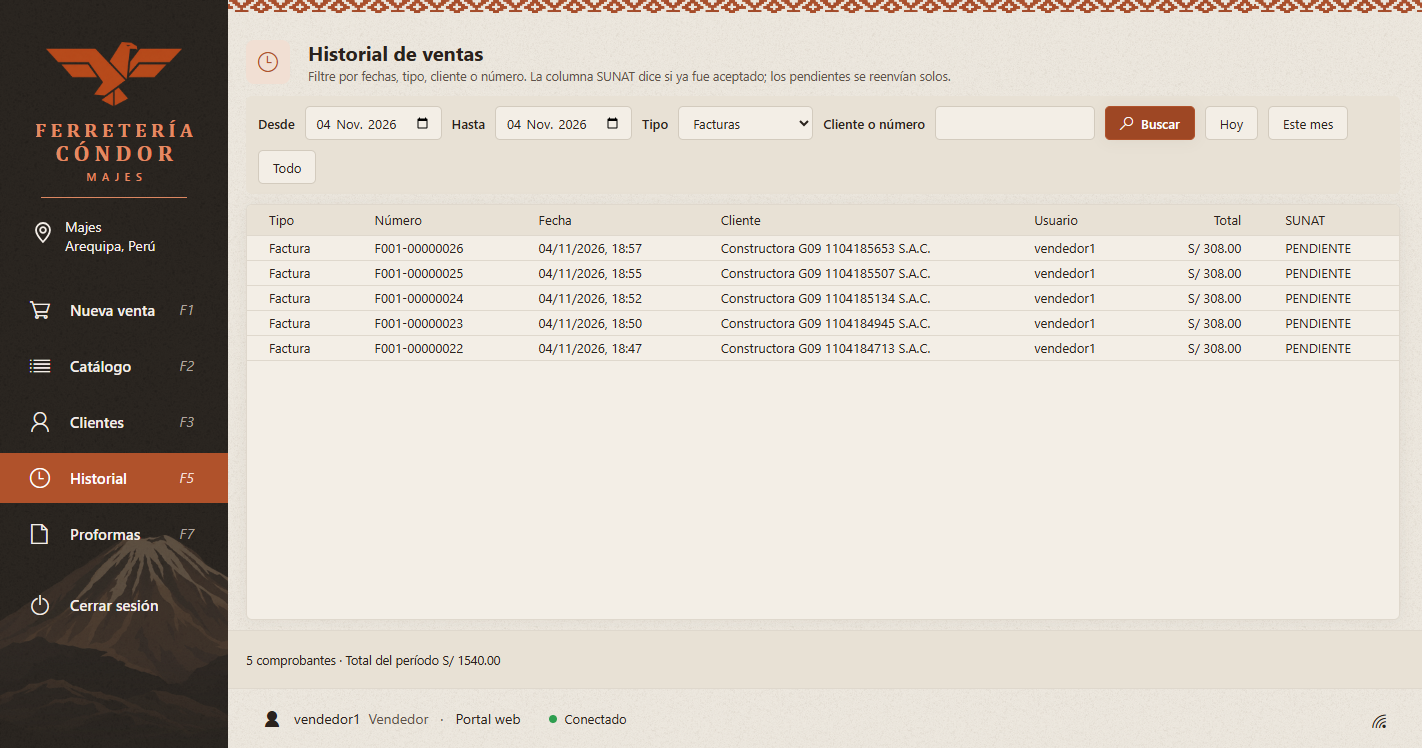 FERRETERÍA
CÓNDOR
MAJES
Majes
Arequipa, Perú
Nueva venta F1
Catálogo F2
Clientes F3
Historial F5
Proformas F7
Cerrar sesión
Historial de ventas
Filtre por fechas, tipo, cliente o número. La columna SUNAT dice si ya fue aceptado; los pendientes se reenvían solos.
Desde 04 Nov. 2026 Hasta 04 Nov. 2026 Tipo Facturas Cliente o número Buscar Hoy Este mes
Todo
Tipo Número Fecha Cliente Usuario Total SUNAT
Factura F001-00000026 04/11/2026, 18:57 Constructora G09 1104185653 S.A.C. vendedor1 S/ 308.00 PENDIENTE
Factura F001-00000025 04/11/2026, 18:55 Constructora G09 1104185507 S.A.C. vendedor1 S/ 308.00 PENDIENTE
Factura F001-00000024 04/11/2026, 18:52 Constructora G09 1104185134 S.A.C. vendedor1 S/ 308.00 PENDIENTE
Factura F001-00000023 04/11/2026, 18:50 Constructora G09 1104184945 S.A.C. vendedor1 S/ 308.00 PENDIENTE
Factura F001-00000022 04/11/2026, 18:47 Constructora G09 1104184713 S.A.C. vendedor1 S/ 308.00 PENDIENTE
5 comprobantes · Total del período S/ 1540.00
vendedor1 Vendedor · Portal web Conectado